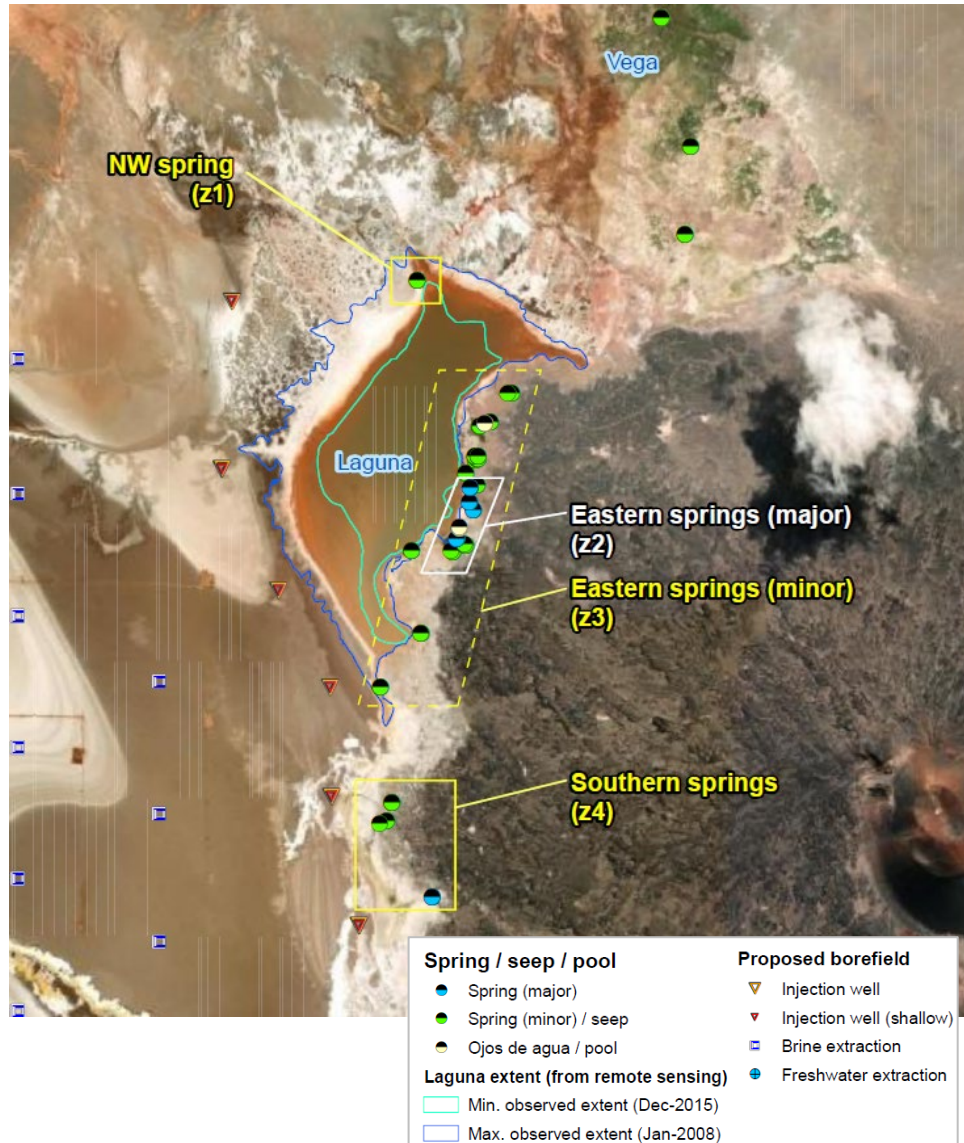 Vega
NW spring
(z1)
Laguna
Eastern springs (major)
(z2)
Eastern springs (minor)
(z3)
Southern springs
(z4)
Spring / seep / pool
Spring (major)
Spring (minor) / seep
Ojos de agua / pool
Laguna extent (from remote sensing)
Min. observed extent (Dec-2015)
Max. observed extent (Jan-2008)
Proposed borefield
Injection well
Injection well (shallow)
Brine extraction
Freshwater extraction